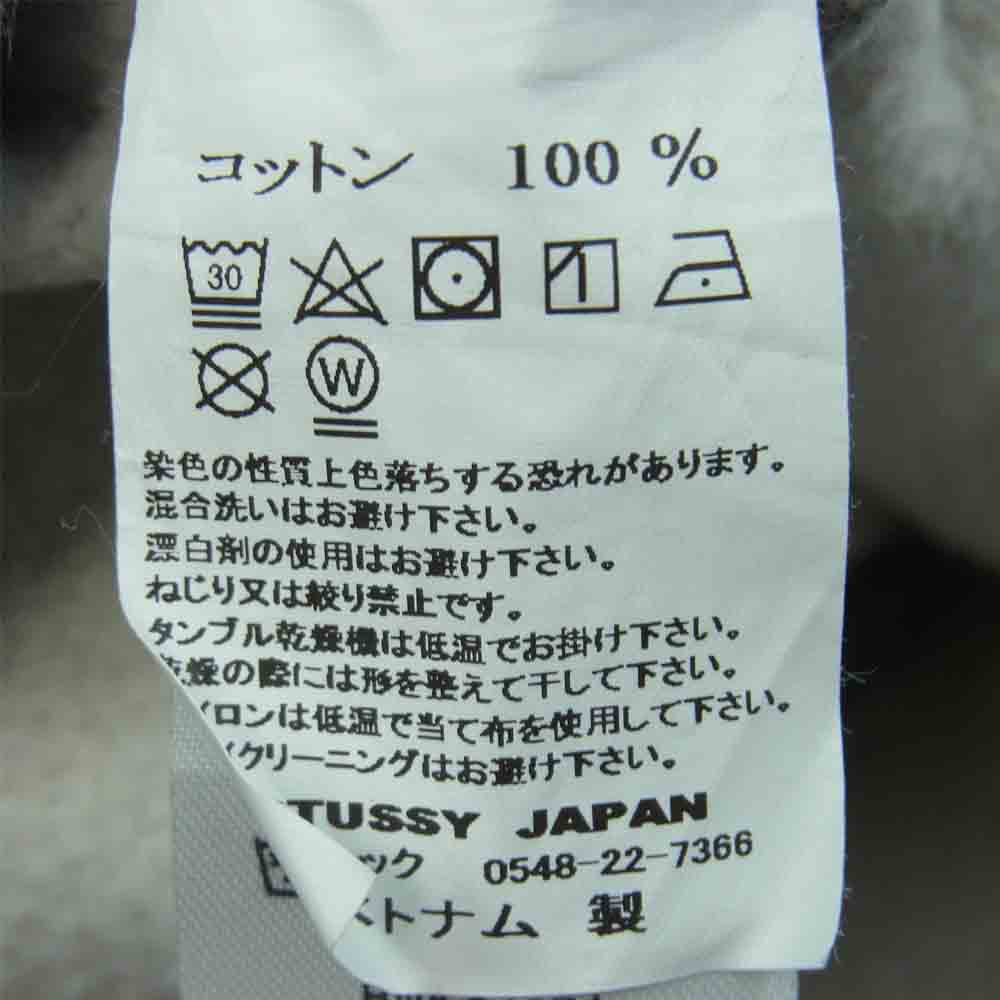 コットン 100 %
30
W
染色の性質上色落ちする恐れがあります。
混合洗いはお避け下さい。
漂白剤の使用はお避け下さい。
ねじり又は絞り禁止です。
タンブル乾燥機は低温でお掛け下さい。
乾燥の際には形を整えて干して下さい。
イロンは低温で当て布を使用して下さい。
イクリーニングはお避け下さい。
STUSSY JAPAN
ック 0548-22-7366
トナム 製